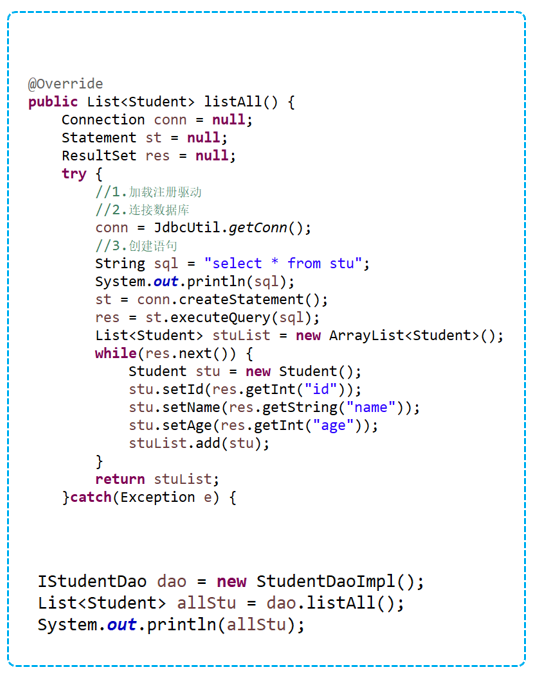 @Override
public List<Student> listAll() {
Connection conn = null;
Statement st = null;
ResultSet res = null;
try {
//1.加载注册驱动
//2.连接数据库
conn = JdbcUtil.getConn();
//3.创建语句
String sql = "select * from stu";
System.out.println(sql);
st = conn.createStatement();
res = st.executeQuery(sql);
List<Student> stuList = new ArrayList<Student>();
while(res.next()) {
Student stu = new Student();
stu.setId(res.getInt("id"));
stu.setName(res.getString("name"));
stu.setAge(res.getInt("age"));
stuList.add(stu);
}
return stuList;
}catch(Exception e) {
IStudentDao dao = new StudentDaoImpl();
List<Student> allStu = dao.listAll();
System.out.println(allStu);